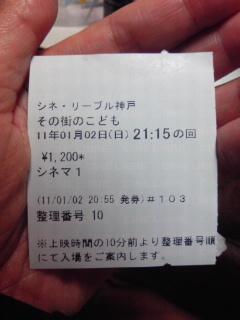 シネ・リーブル神戸
その街のこども
11年01月02日(日) 21:15の回
¥1,200*
シネマ1
(11/01/02 20:55 発券)#103
整理番号 10
※上映時間の10分前より整理番号順
にて入場をご案内します。